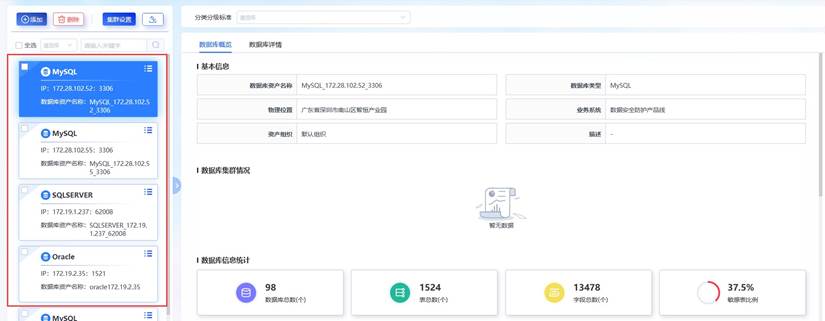 添加 删除 集群设置
全选 请输入关键字
MySQL
IP: 172.28.102.52: 3306
数据库资产名称: MySQL_172.28.102.5
2_3306
MySQL
IP: 172.28.102.55: 3306
数据库资产名称: MySQL_172.28.102.5
5_3306
SQLSERVER
IP: 172.19.1.237: 62008
数据库资产名称: SQLSERVER_172.19.
1.237_62008
Oracle
IP: 172.19.2.35: 1521
数据库资产名称: oracle172.19.2.35
MySQL
分类分级标准
数据库概览 数据库详情
基本信息
数据库资产名称 MySQL_172.28.102.52_3306 数据库类型 MySQL
物理位置 广东省深圳市南山区智恒产业园 业务系统 数据安全防护产品线
资产组织 默认组织 描述 -
数据库集群情况
暂无数据
数据库信息统计
98 1524 13478 37.5%
数据库总数(个) 表总数(个) 字段总数(个) 敏感表比例